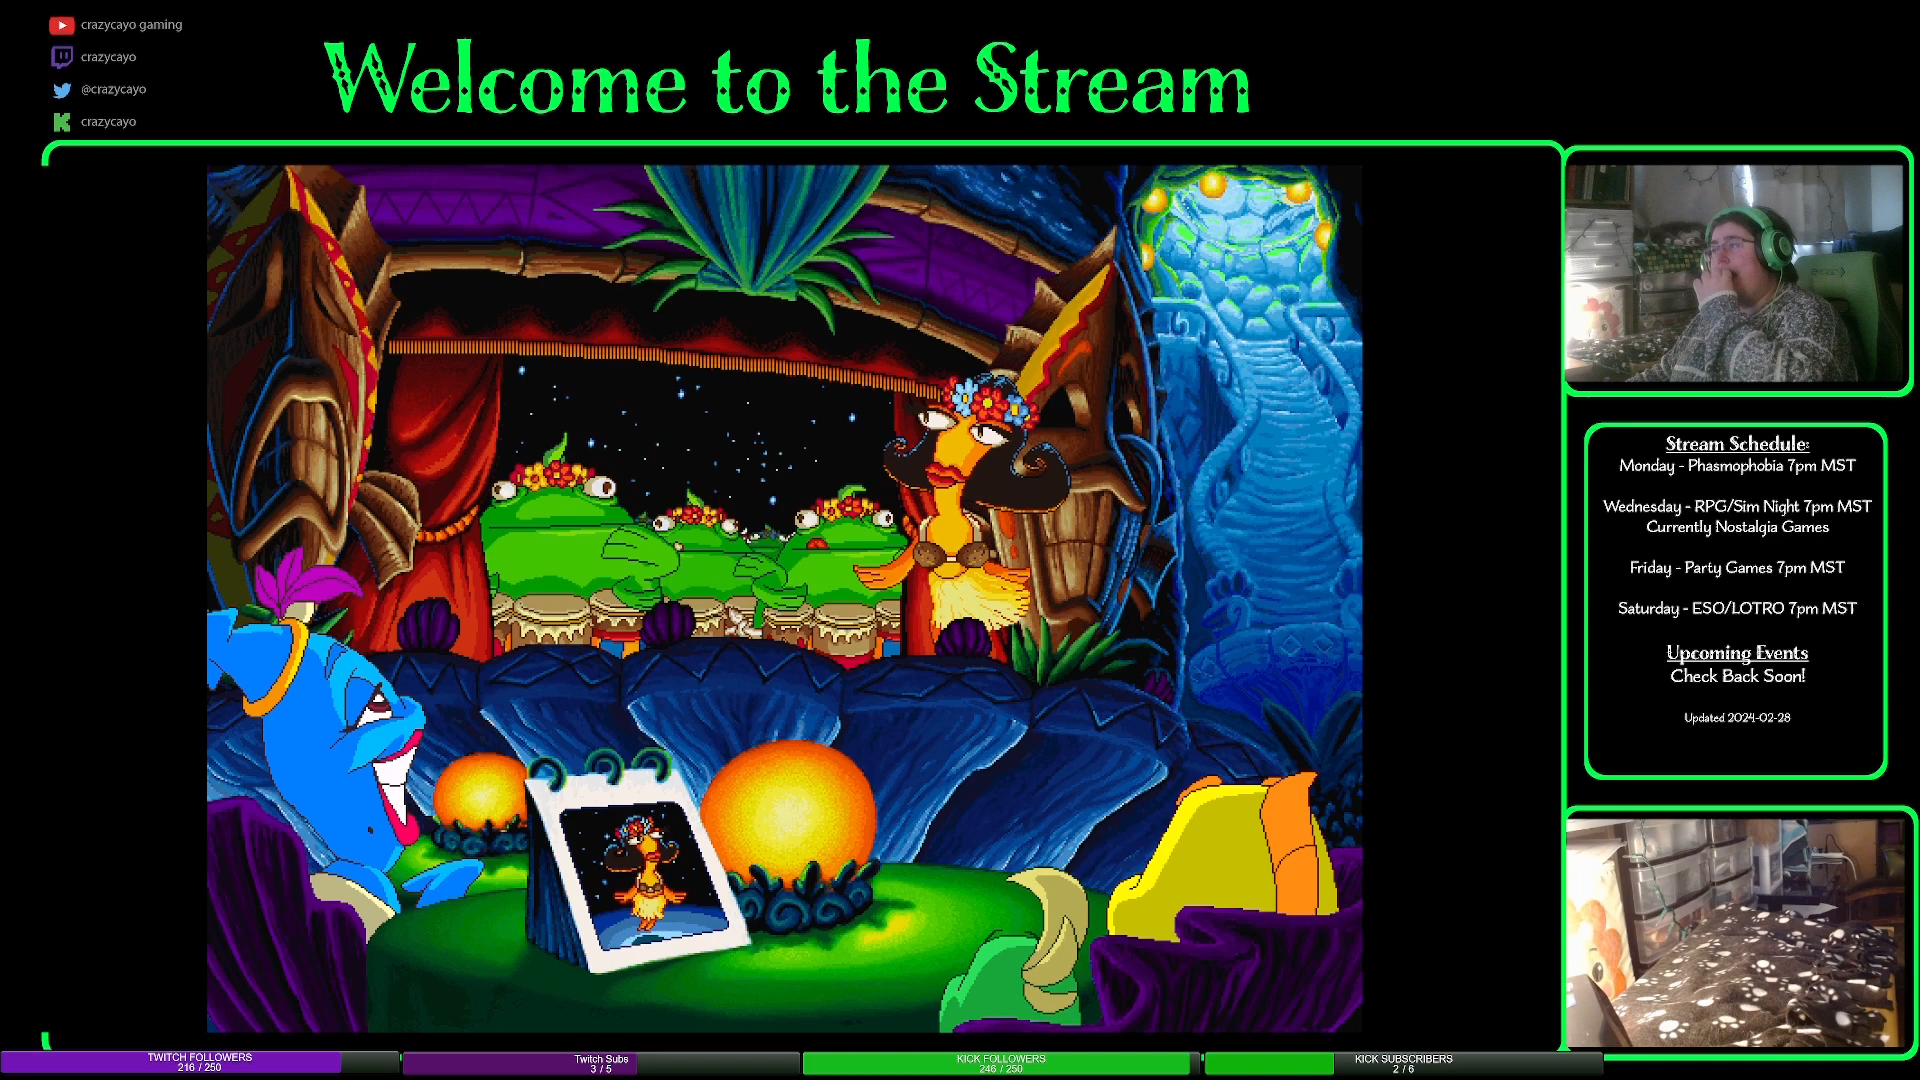 crazycayo gaming
crazycayo
@crazycayo
crazycayo
Welcome to the Stream
Stream Schedule:
Monday - Phasmophobia 7pm MST
Wednesday - RPG/Sim Night 7pm MST
Currently Nostalgia Games
Friday - Party Games 7pm MST
Saturday - ESO/LOTRO 7pm MST
Upcoming Events
Check Back Soon!
Updated 2024-02-28
TWITCH FOLLOWERS
216 / 250
Twitch Subs
3 / 5
KICK FOLLOWERS
246 / 250
KICK SUBSCRIBERS
2 / 6